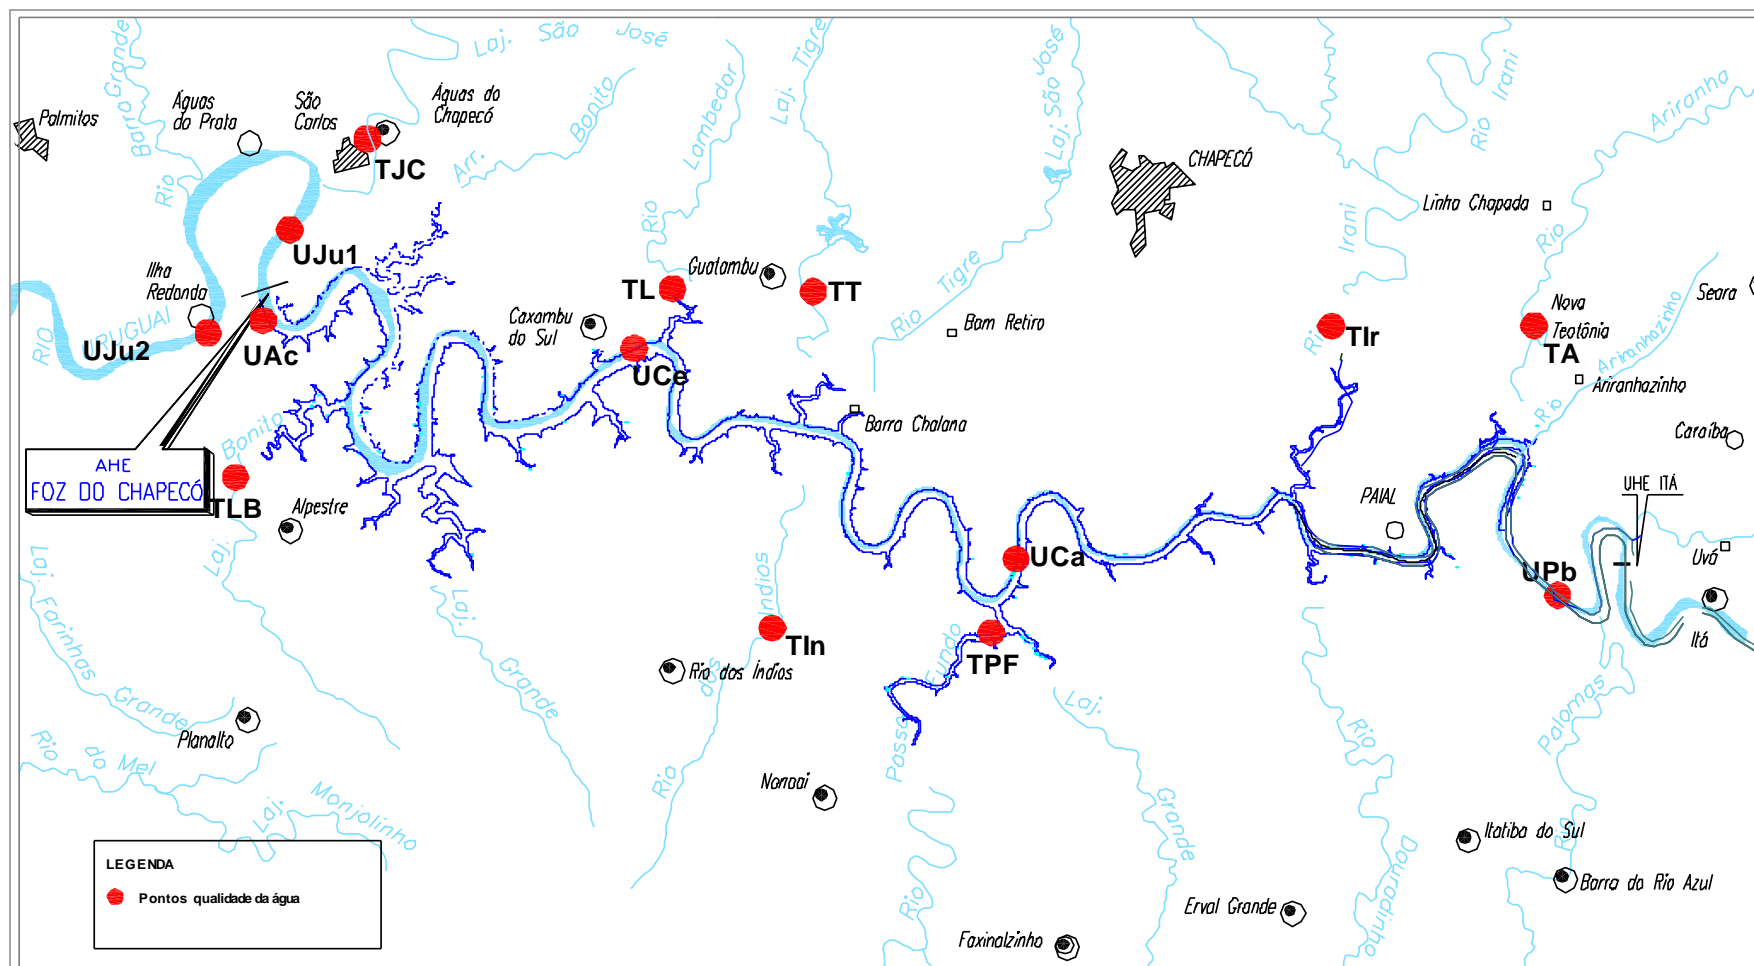 Laj. São José
Rio
Barro Grande
Palmitos
Águas
do Prata
São
Carlos
Águas do
Chapecó
TJC
Arr. Bonito
Rio Lambedor
Laj. Tigre
Laj. São José
CHAPECÓ
Rio Irani
Rio Ariranha
Linha Chapada
Irani
Rio
UJu1
Ilha
Redonda
RIO URUGUAI
UJu2
UAc
TL
Guatambu
TT
Rio Tigre
Bom Retiro
Caxambu
do Sul
UCe
TIr
Nova
Teotônia
TA
Seara
Rio Ariranhazinho
Ariranhazinho
Barra Chalana
Caraíba
AHE
FOZ DO CHAPECÓ
Laj. Bonito
TLB
Alpestre
PAIAL
UHE ITÁ
Uvá
UPb
Itá
UCa
Laj. Farinhas Grande
Laj. Grande
Rio dos Índios
TIn
Rio dos Índios
TPF
Rio Passo Fundo
Laj. Grande
Rio Douradinho
Rio Palomas
Planalto
Rio do Mel
Laj. Monjolinho
Nonoai
Itatiba do Sul
Barra do Rio Azul
Erval Grande
Faxinalzinho
LEGENDA
Pontos qualidade da água